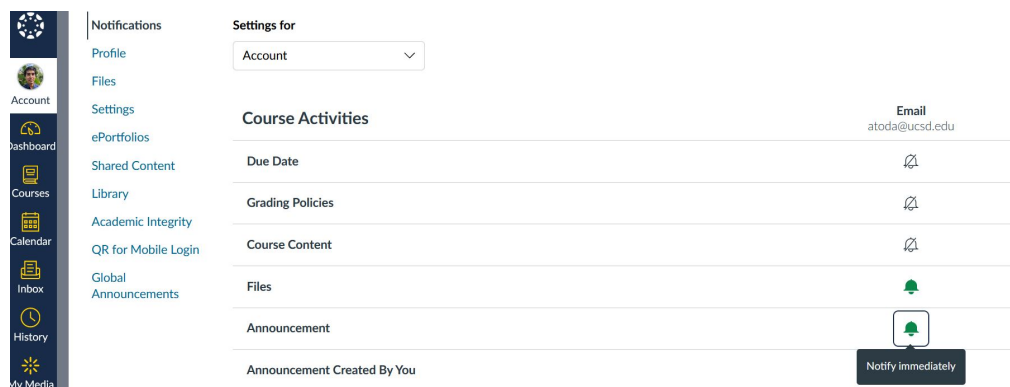 Account
Dashboard
Courses
Calendar
Inbox
History
My Media
Notifications
Profile
Files
Settings
ePortfolios
Shared Content
Library
Academic Integrity
QR for Mobile Login
Global
Announcements
Settings for
Account
Course Activities
Email
atoda@ucsd.edu
Due Date
Grading Policies
Course Content
Files
Announcement
Notify immediately
Announcement Created By You